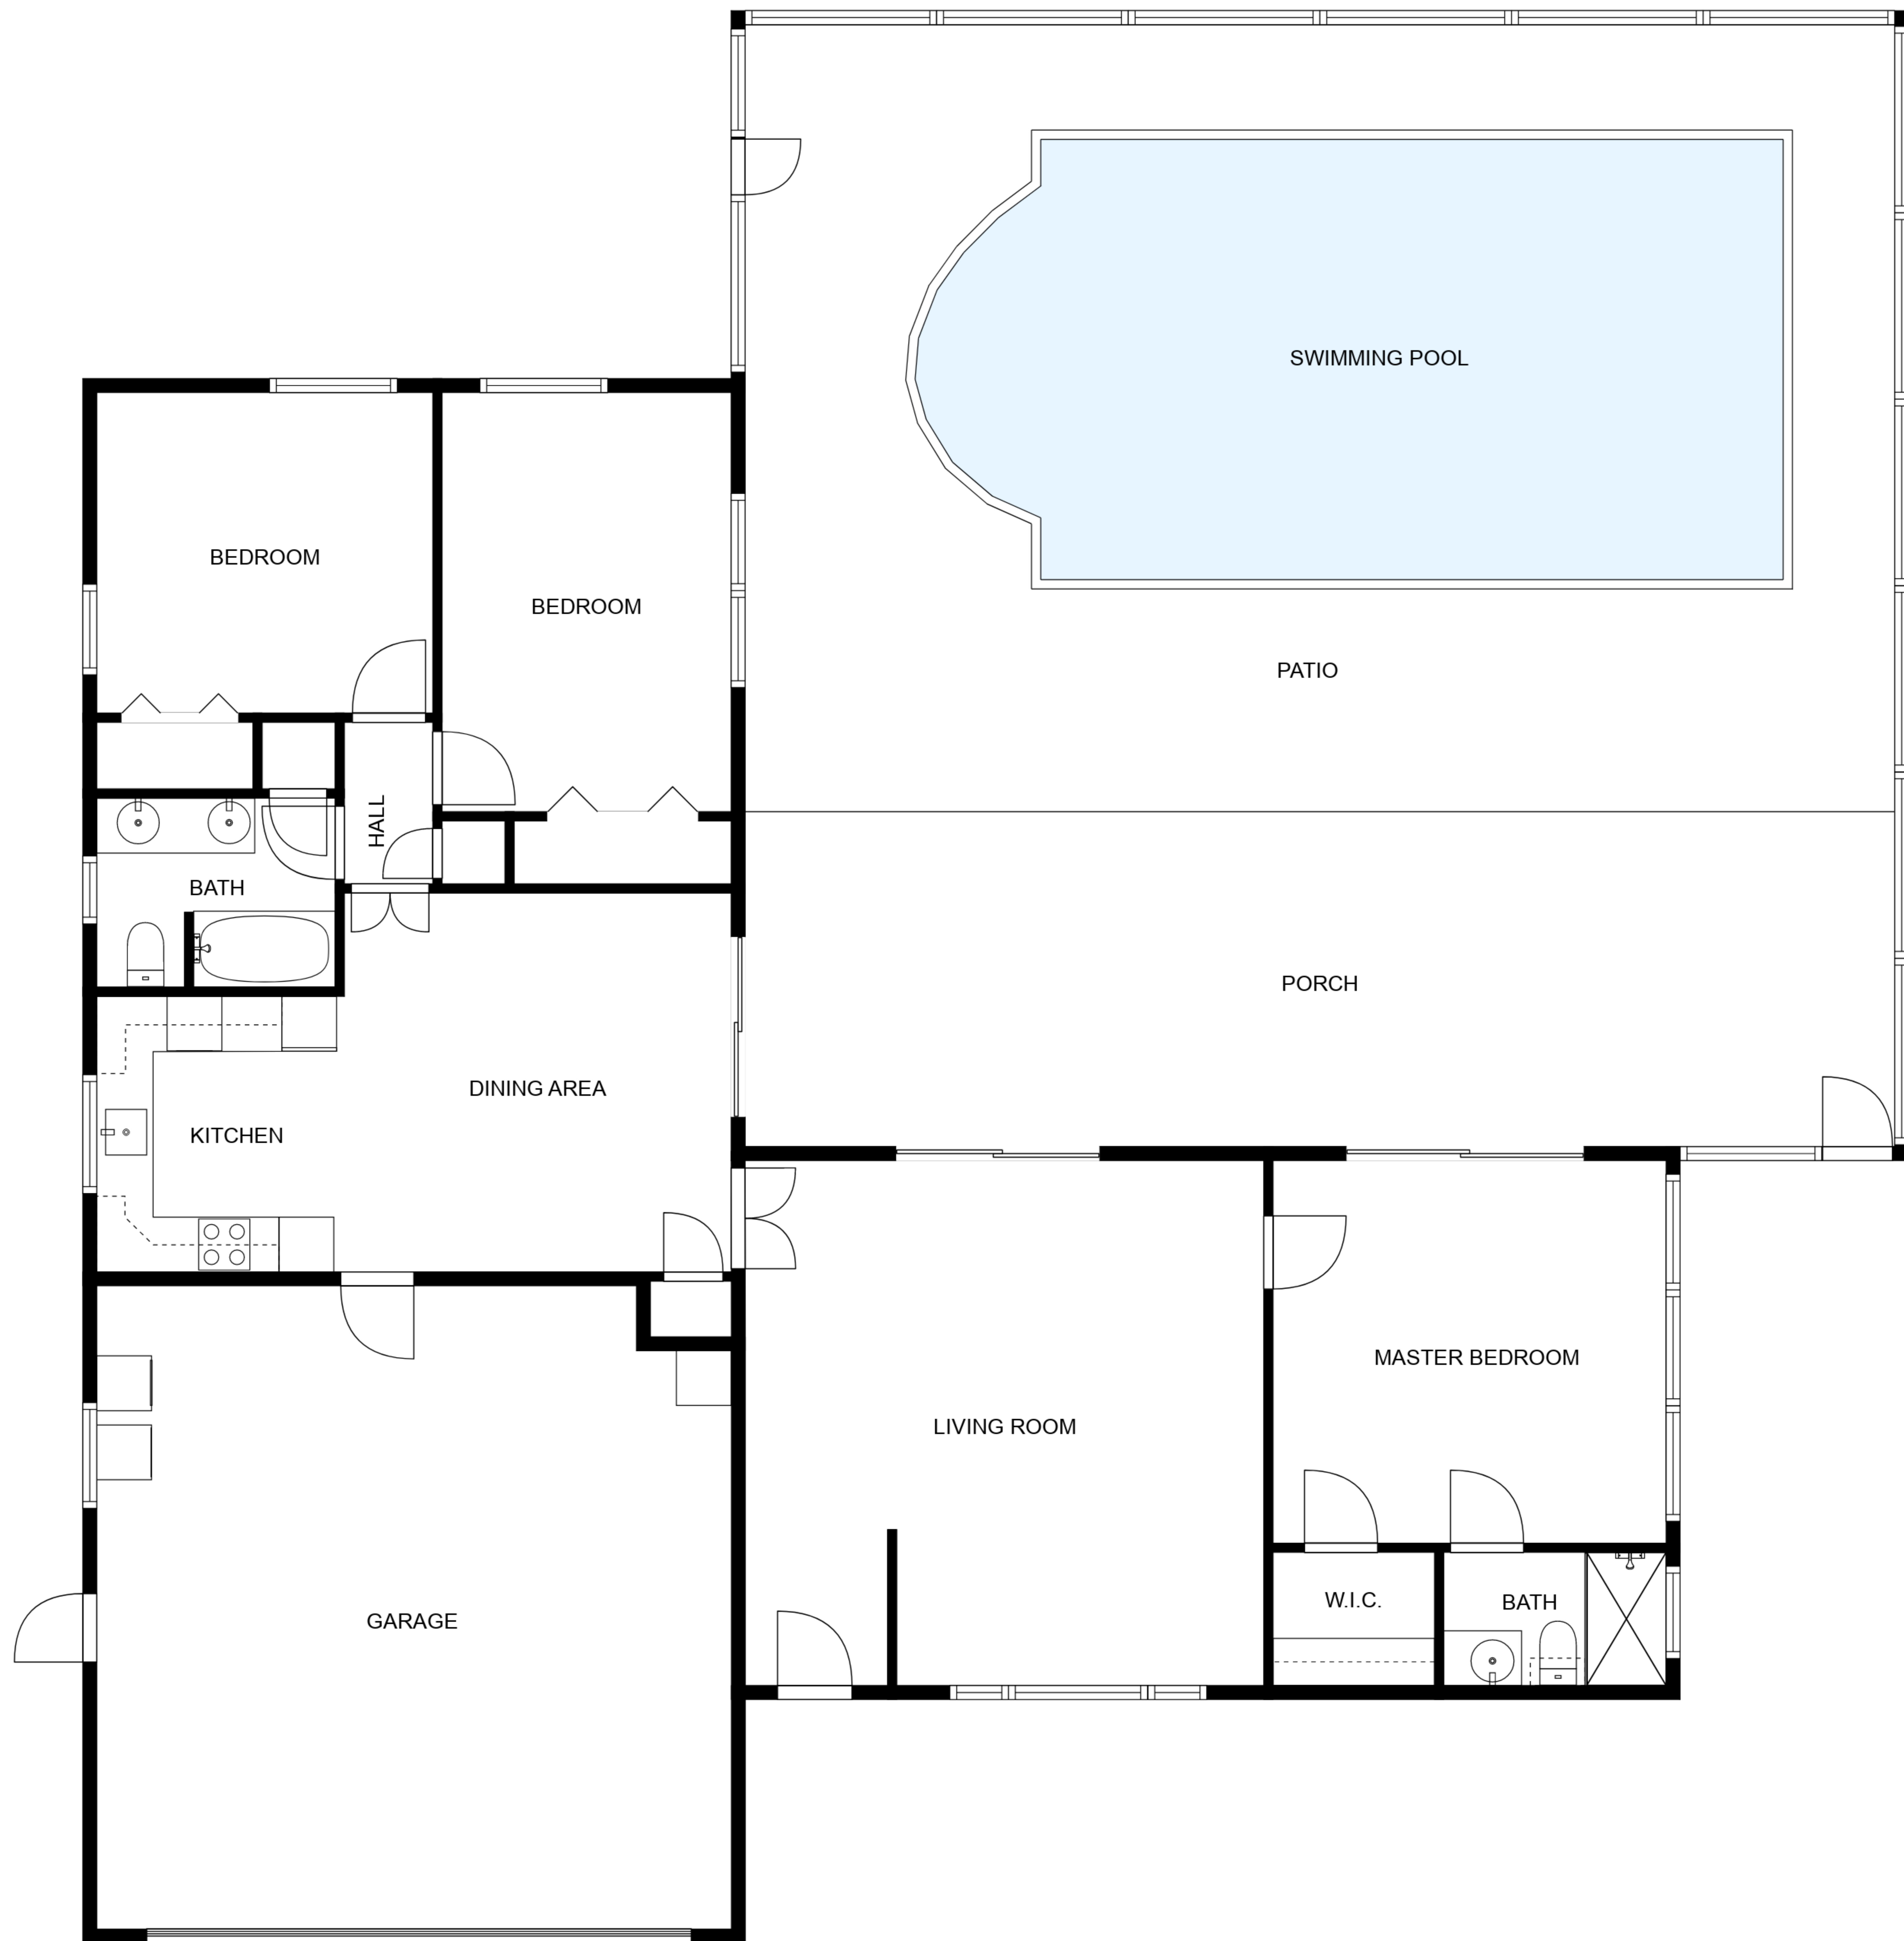 SWIMMING POOL
BEDROOM
BEDROOM
PATIO
HALL
BATH
PORCH
DINING AREA
KITCHEN
MASTER BEDROOM
LIVING ROOM
W.I.C.
BATH
GARAGE